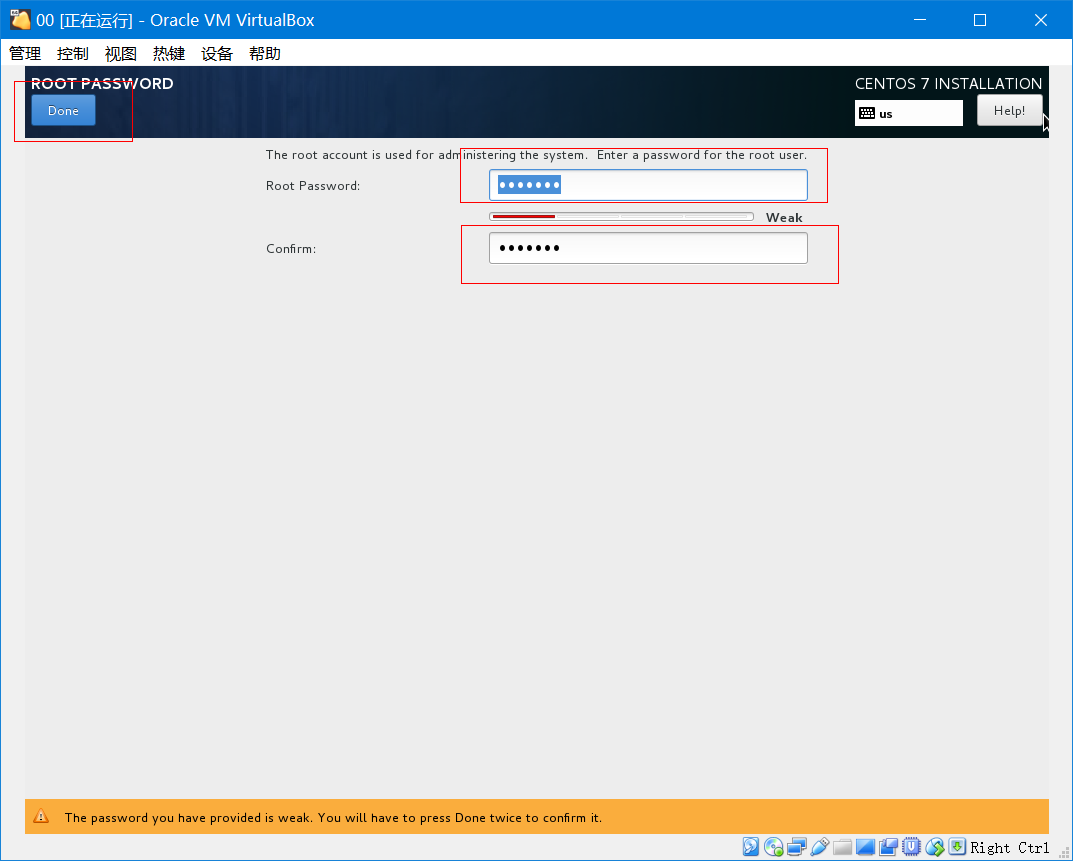 00 [正在运行] - Oracle VM VirtualBox
管理 控制 视图 热键 设备 帮助
ROOT PASSWORD
CENTOS 7 INSTALLATION
Done
us
Help!
The root account is used for administering the system. Enter a password for the root user.
Root Password:
●●●●●●●
Weak
Confirm:
●●●●●●●
The password you have provided is weak. You will have to press Done twice to confirm it.
Right Ctrl